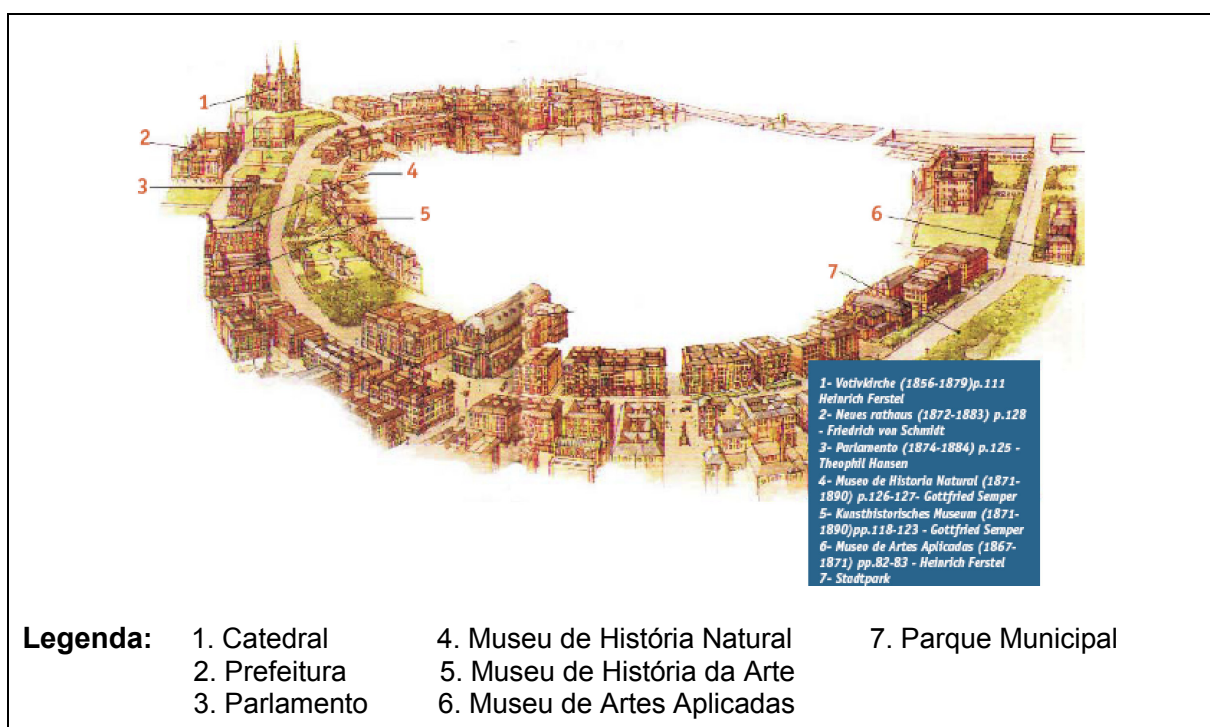 1
2
3
4
5
6
7
1- Votivkirche (1856-1879)p.111
Heinrich Ferstel
2- Neues rathaus (1872-1883) p.128
- Friedrich von Schmidt
3- Parlamento (1874-1884) p.125 -
Theophil Hansen
4- Museo de Historia Natural (1871-
1890) p.126-127- Gottfried Semper
5- Kunsthistorisches Museum (1871-
1890)pp.118-123 - Gottfried Semper
6- Museo de Artes Aplicadas (1867-
1871) pp.82-83 - Heinrich Ferstel
7- Stadtpark
Legenda: 1. Catedral 4. Museu de História Natural 7. Parque Municipal
2. Prefeitura 5. Museu de História da Arte
3. Parlamento 6. Museu de Artes Aplicadas